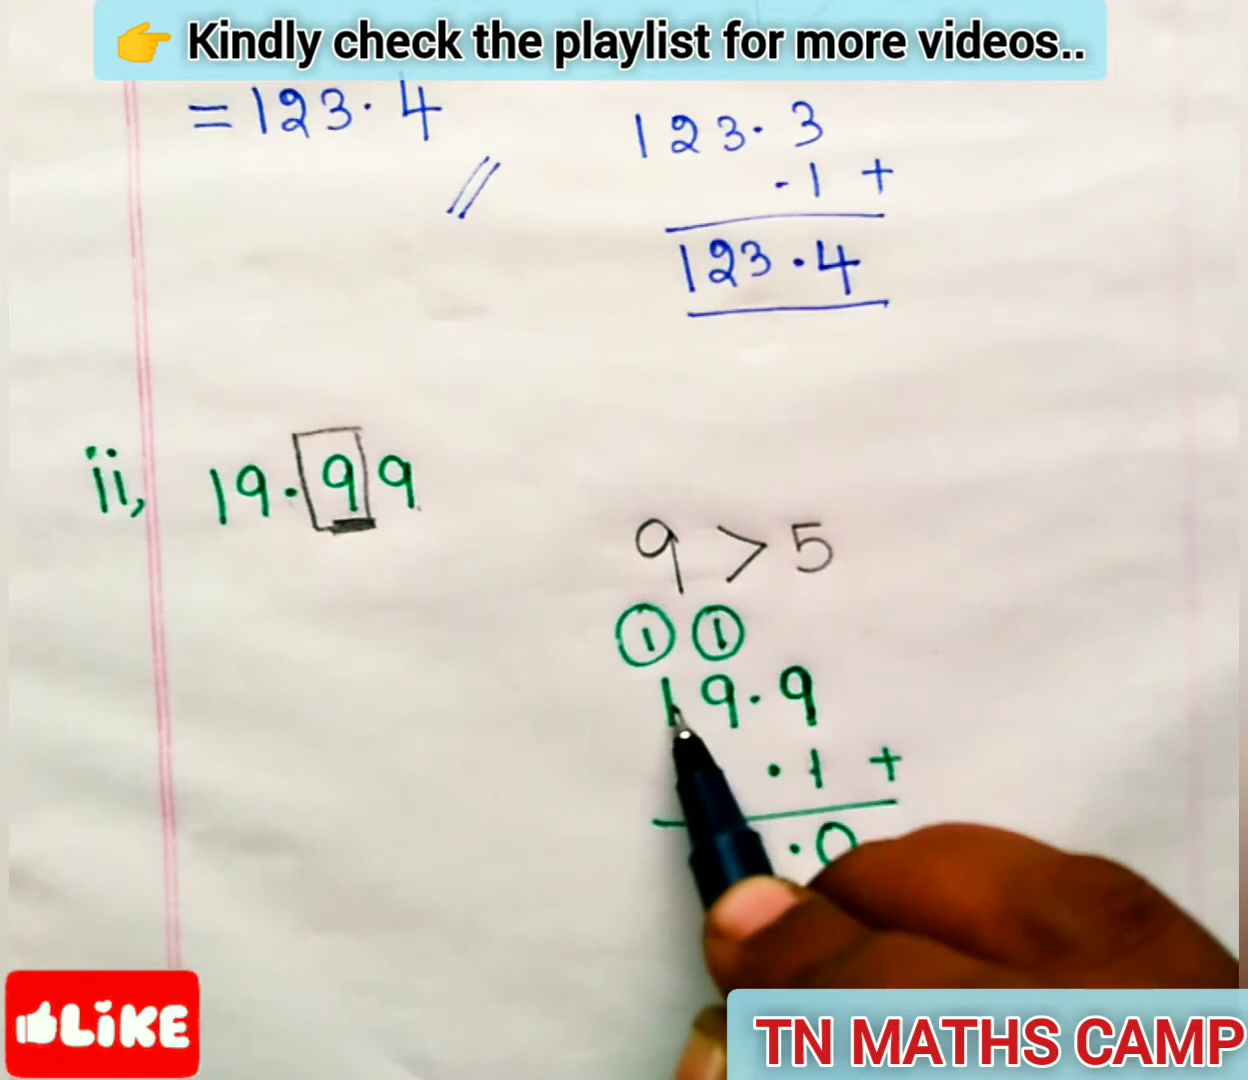 👉 Kindly check the playlist for more videos..
= 123.4
123.3
.1 +
123.4
ii, 19.99
9 > 5
1 1
19.9
.1 +
.0
LiKE
TN MATHS CAMP